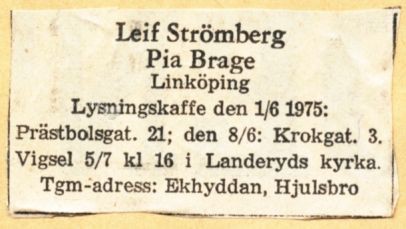 Leif Strömberg
Pia Brage
Linköping
Lysningskaffe den 1/6 1975:
Prästbolsgat. 21; den 8/6: Krokgat. 3.
Vigsel 5/7 kl 16 i Landeryds kyrka.
Tgm-adress: Ekhyddan, Hjulsbro